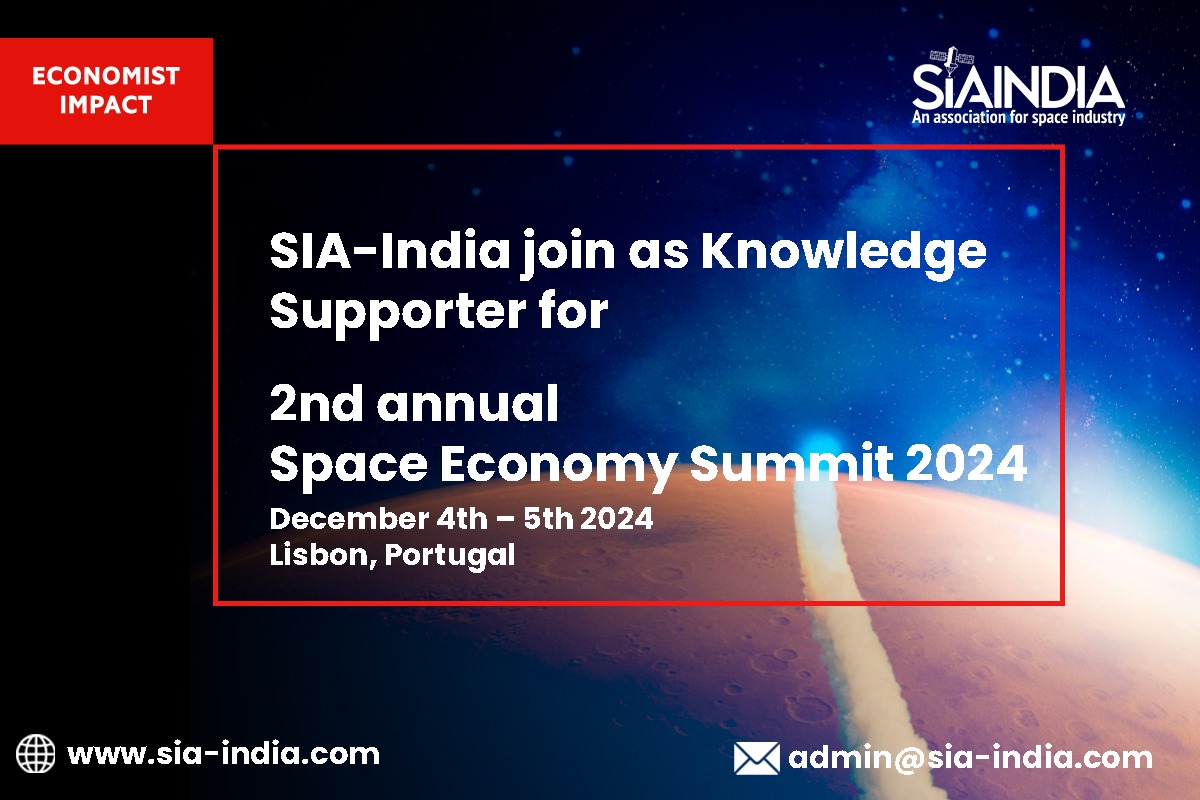 ECONOMIST
IMPACT
SIAINDIA
An association for space industry
SIA-India join as Knowledge
Supporter for
2nd annual
Space Economy Summit 2024
December 4th – 5th 2024
Lisbon, Portugal
www.sia-india.com
admin@sia-india.com